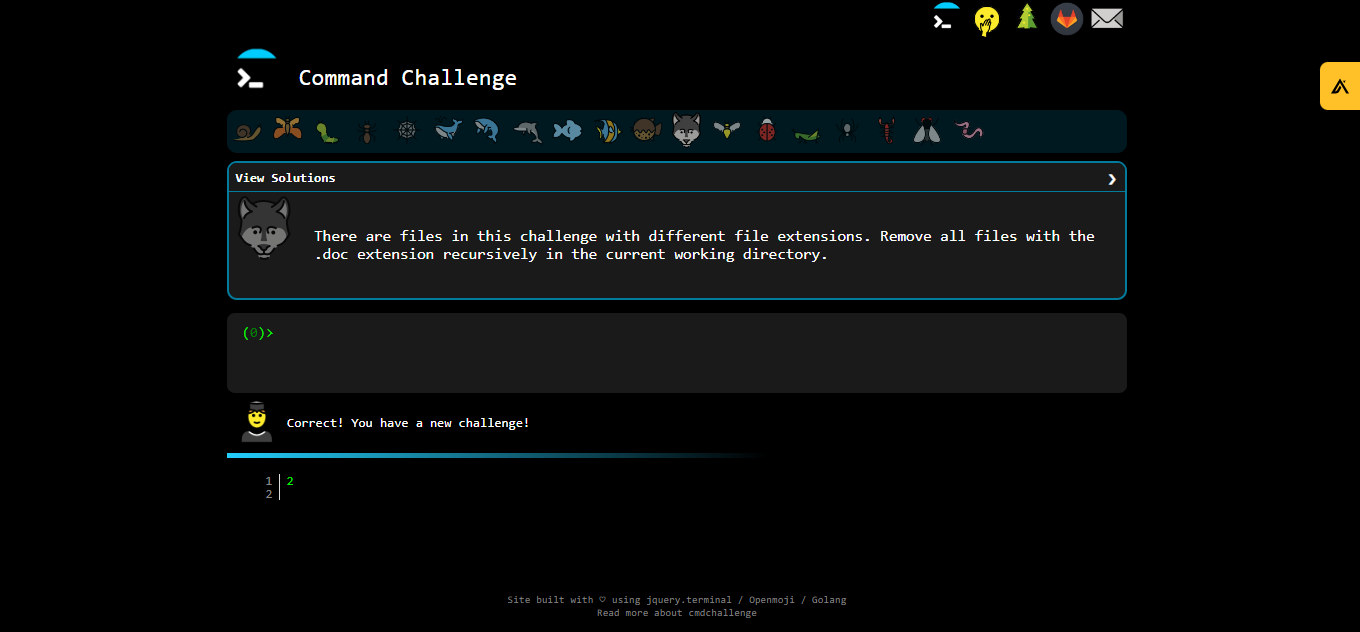 Command Challenge
View Solutions
There are files in this challenge with different file extensions. Remove all files with the
.doc extension recursively in the current working directory.
(0)>
Correct! You have a new challenge!
1 2
2
Site built with ♡ using jquery.terminal / Openmoji / Golang
Read more about cmdchallenge